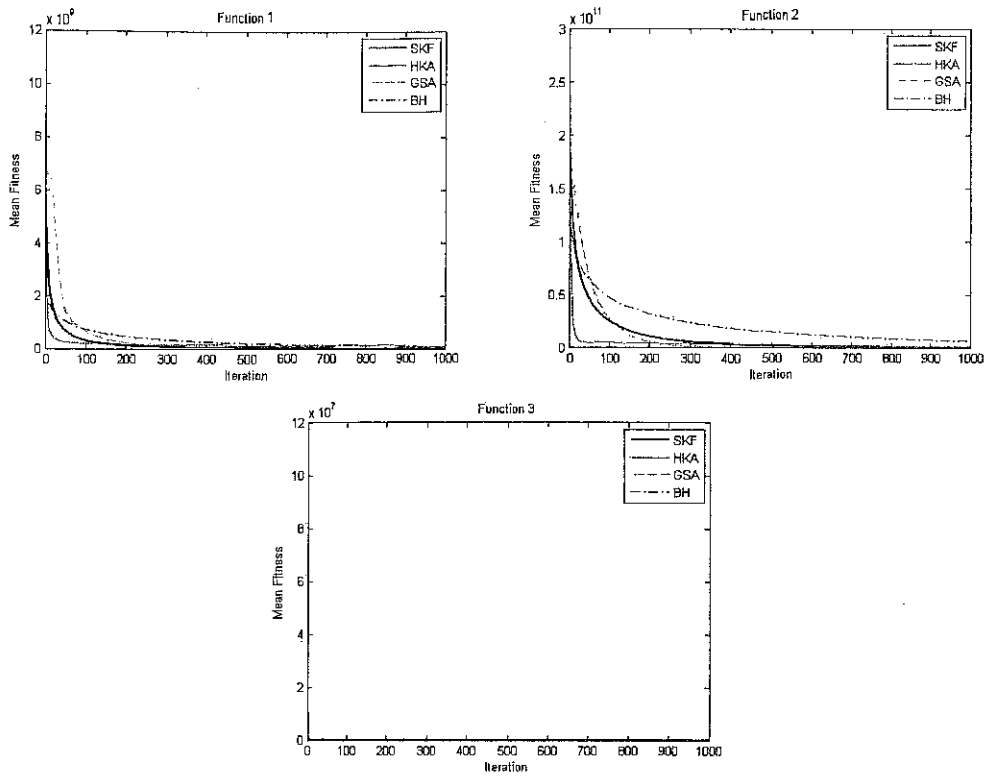 Function 1
x 10^9
12
10
8
6
4
2
0
Mean Fitness
0 100 200 300 400 500 600 700 800 900 1000
Iteration
SKF
HKA
GSA
BH
Function 2
x 10^11
3
2.5
2
1.5
1
0.5
0
Mean Fitness
0 100 200 300 400 500 600 700 800 900 1000
Iteration
SKF
HKA
GSA
BH
Function 3
x 10^7
12
10
8
6
4
2
0
Mean Fitness
0 100 200 300 400 500 600 700 800 900 1000
Iteration
SKF
HKA
GSA
BH